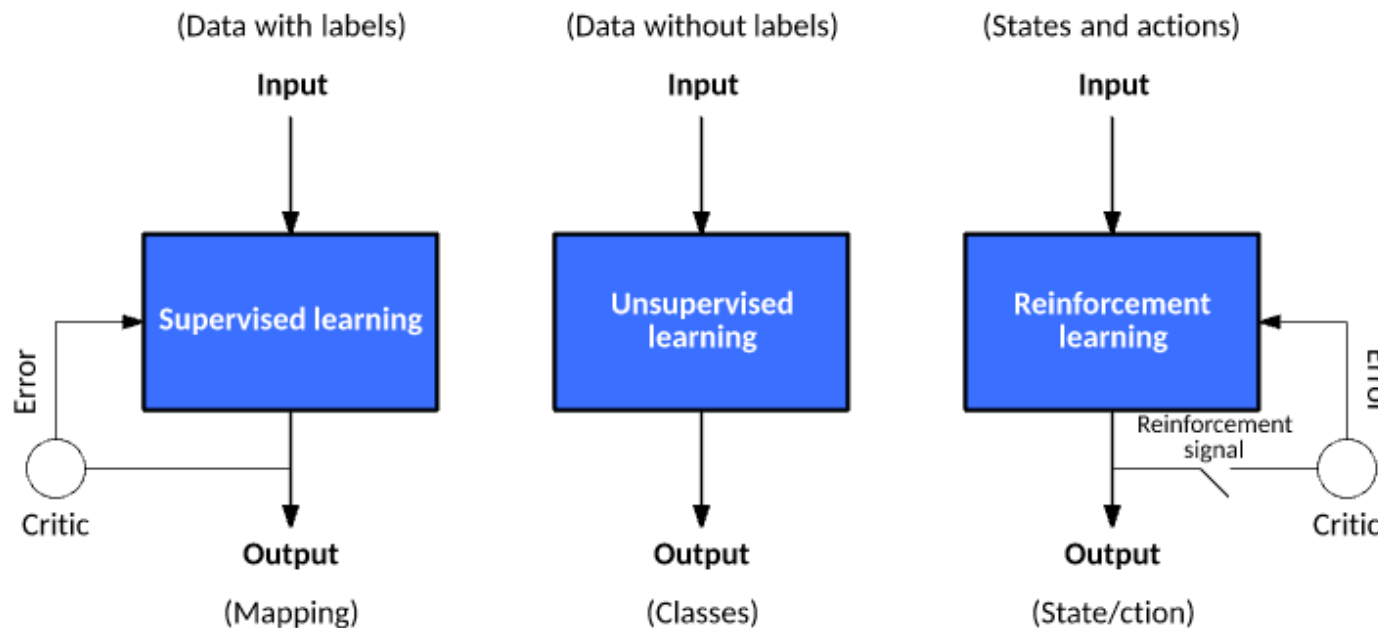 (Data with labels)
Input
Supervised learning
Error
Critic
Output
(Mapping)
(Data without labels)
Input
Unsupervised
learning
Output
(Classes)
(States and actions)
Input
Reinforcement
learning
Error
Reinforcement
signal
Critic
Output
(State/ction)